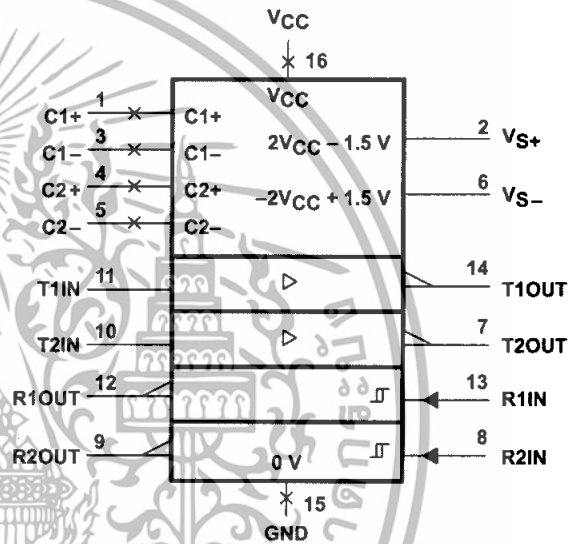 VCC
16
VCC
1
C1+
C1+
3
C1−
C1−
2VCC − 1.5 V
2
VS+
4
C2+
C2+
−2VCC + 1.5 V
6
VS−
5
C2−
C2−
11
T1IN
14
T1OUT
10
T2IN
7
T2OUT
12
R1OUT
13
R1IN
9
R2OUT
0 V
8
R2IN
15
GND